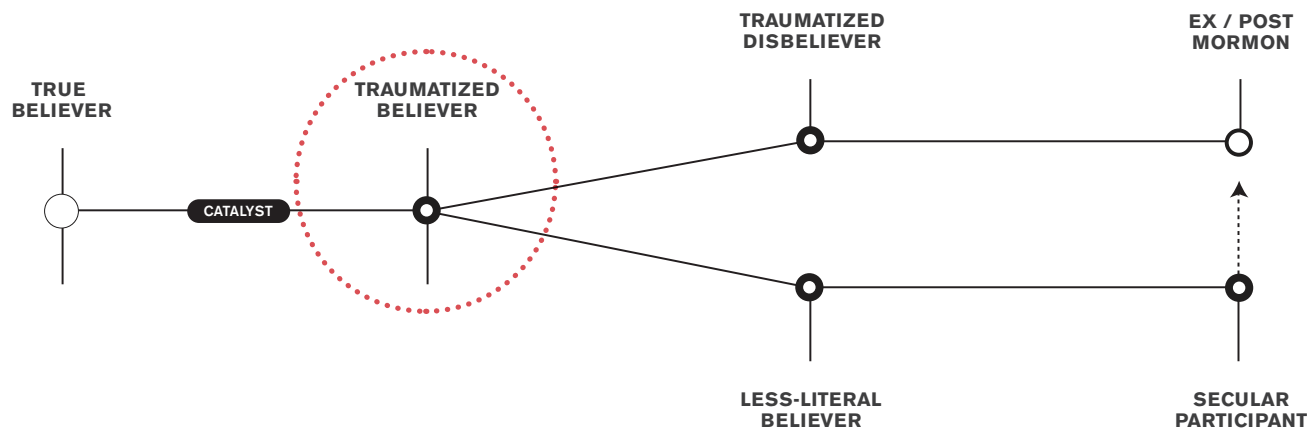 TRUE
BELIEVER
CATALYST
TRAUMATIZED
BELIEVER
TRAUMATIZED
DISBELIEVER
EX / POST
MORMON
LESS-LITERAL
BELIEVER
SECULAR
PARTICIPANT